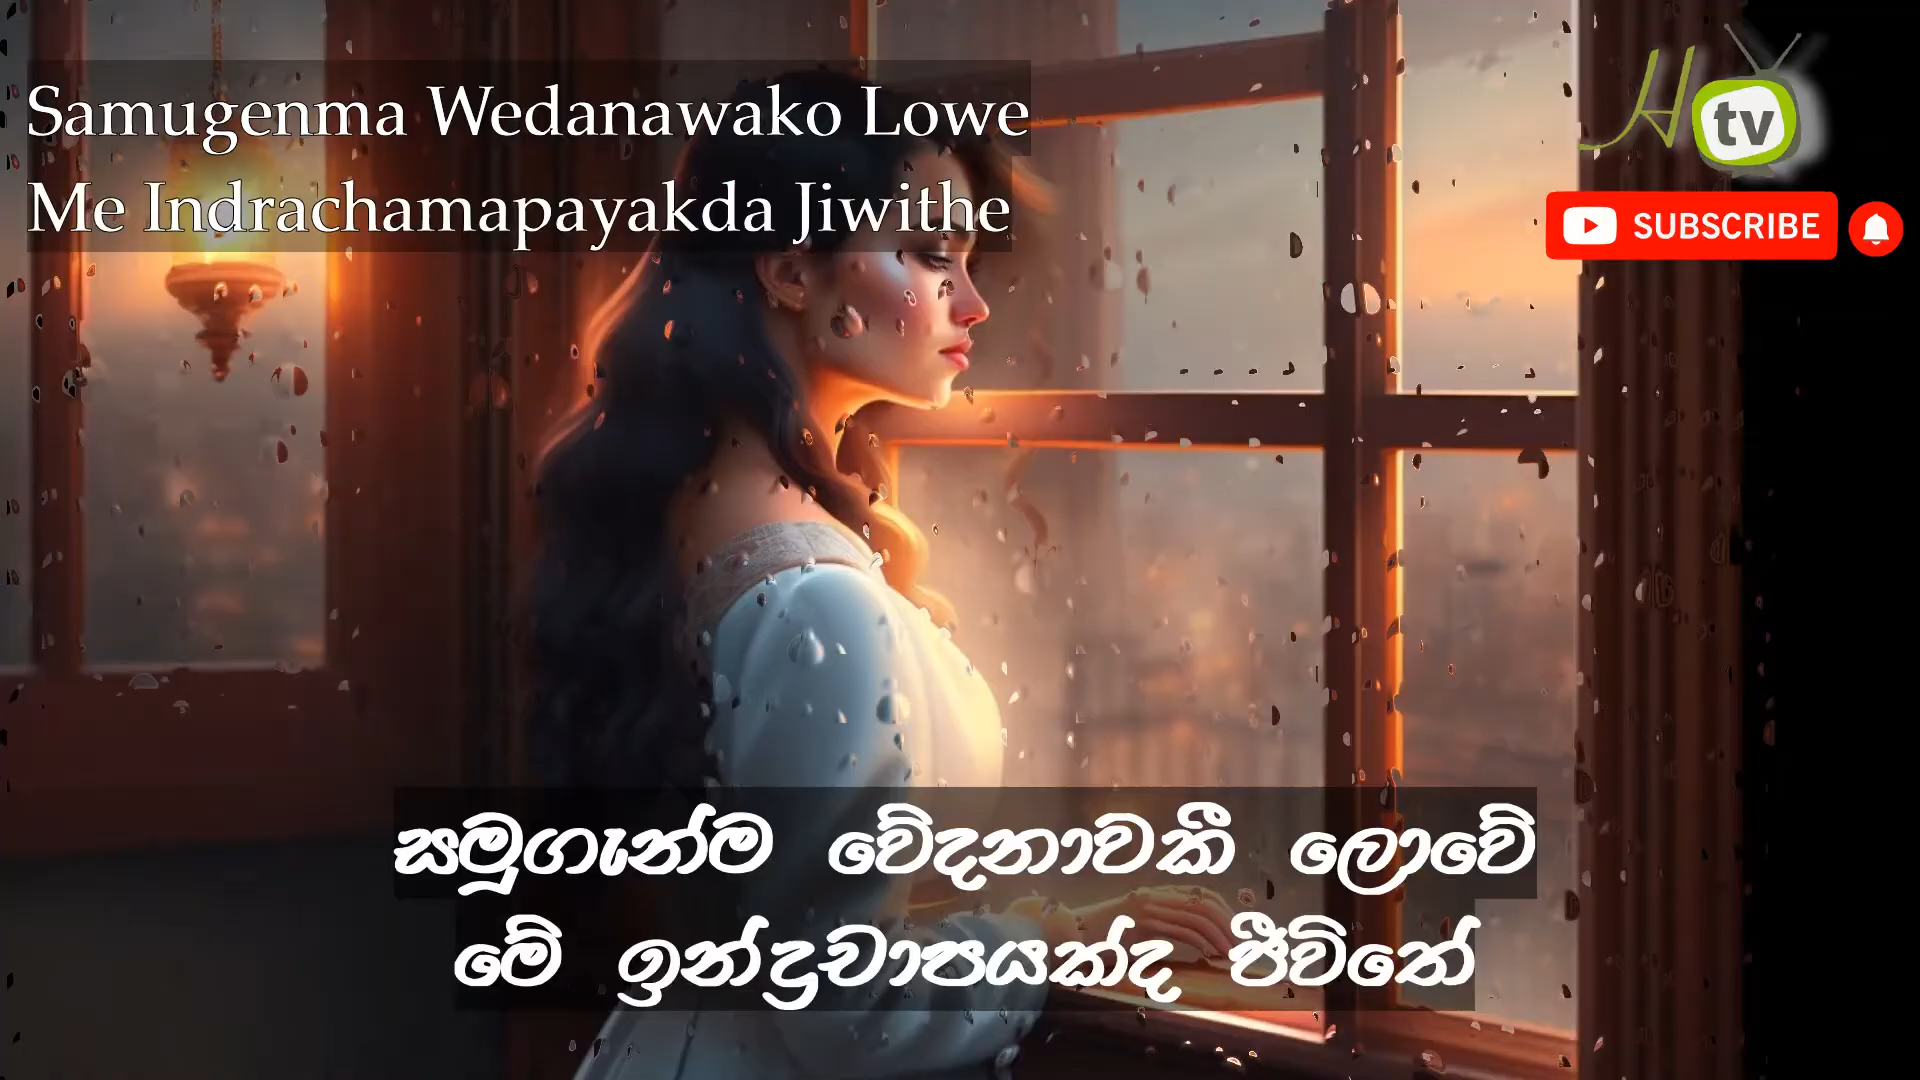 Samugenma Wedanawako Lowe
Me Indrachamapayakda Jiwithe
H tv
SUBSCRIBE
සමුගැන්ම වේදනාවකී ලොවේ
මේ ඉන්ද්‍රචාපයක්ද ජීවිතේ